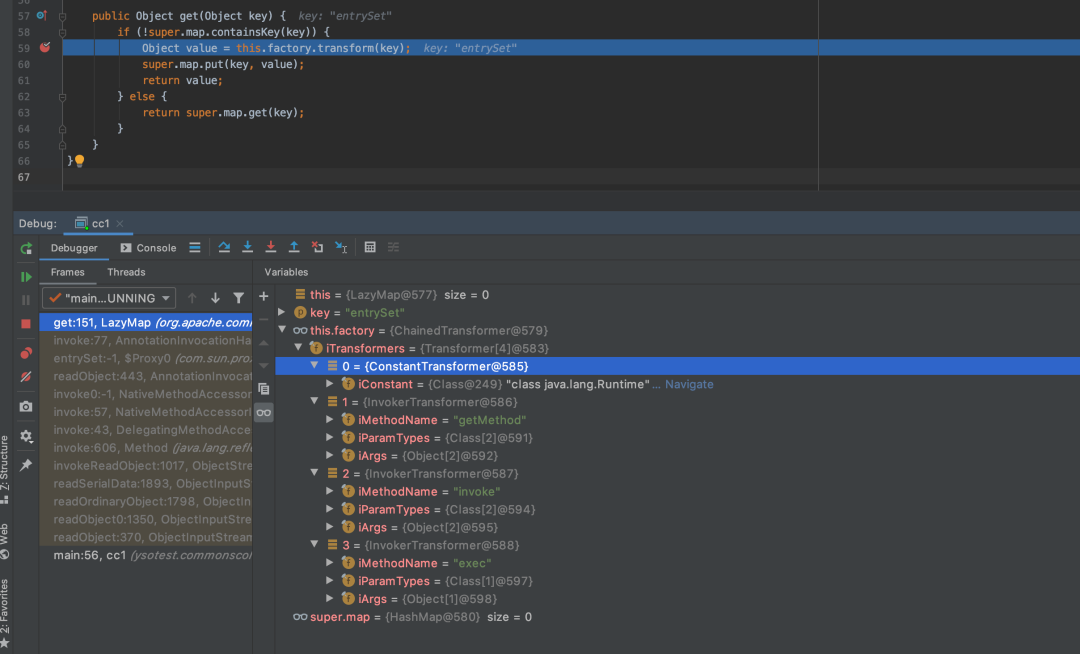 56
57 public Object get(Object key) { key: "entrySet"
58 if (!super.map.containsKey(key)) {
59 Object value = this.factory.transform(key); key: "entrySet"
60 super.map.put(key, value);
61 return value;
62 } else {
63 return super.map.get(key);
64 }
65 }
66 }
67
Debug: cc1
Debugger Console
Frames Threads
"main...UNNING
get:151, LazyMap (org.apache.com
invoke:77, AnnotationInvocationHa
entrySet:-1, $Proxy0 (com.sun.pro
readObject:443, AnnotationInvocat
invoke0:-1, NativeMethodAccessor
invoke:57, NativeMethodAccessorI
invoke:43, DelegatingMethodAcce
invoke:606, Method (java.lang.refle
invokeReadObject:1017, ObjectStre
readSerialData:1893, ObjectInputS
readOrdinaryObject:1798, ObjectIn
readObject0:1350, ObjectInputStre
readObject:370, ObjectInputStream
main:56, cc1 (ysotest.commonscol
Variables
this = {LazyMap@577} size = 0
key = "entrySet"
this.factory = {ChainedTransformer@579}
iTransformers = {Transformer[4]@583}
0 = {ConstantTransformer@585}
iConstant = {Class@249} "class java.lang.Runtime"... Navigate
1 = {InvokerTransformer@586}
iMethodName = "getMethod"
iParamTypes = {Class[2]@591}
iArgs = {Object[2]@592}
2 = {InvokerTransformer@587}
iMethodName = "invoke"
iParamTypes = {Class[2]@594}
iArgs = {Object[2]@595}
3 = {InvokerTransformer@588}
iMethodName = "exec"
iParamTypes = {Class[1]@597}
iArgs = {Object[1]@598}
super.map = {HashMap@580} size = 0
7: Structure
Web
2: Favorites